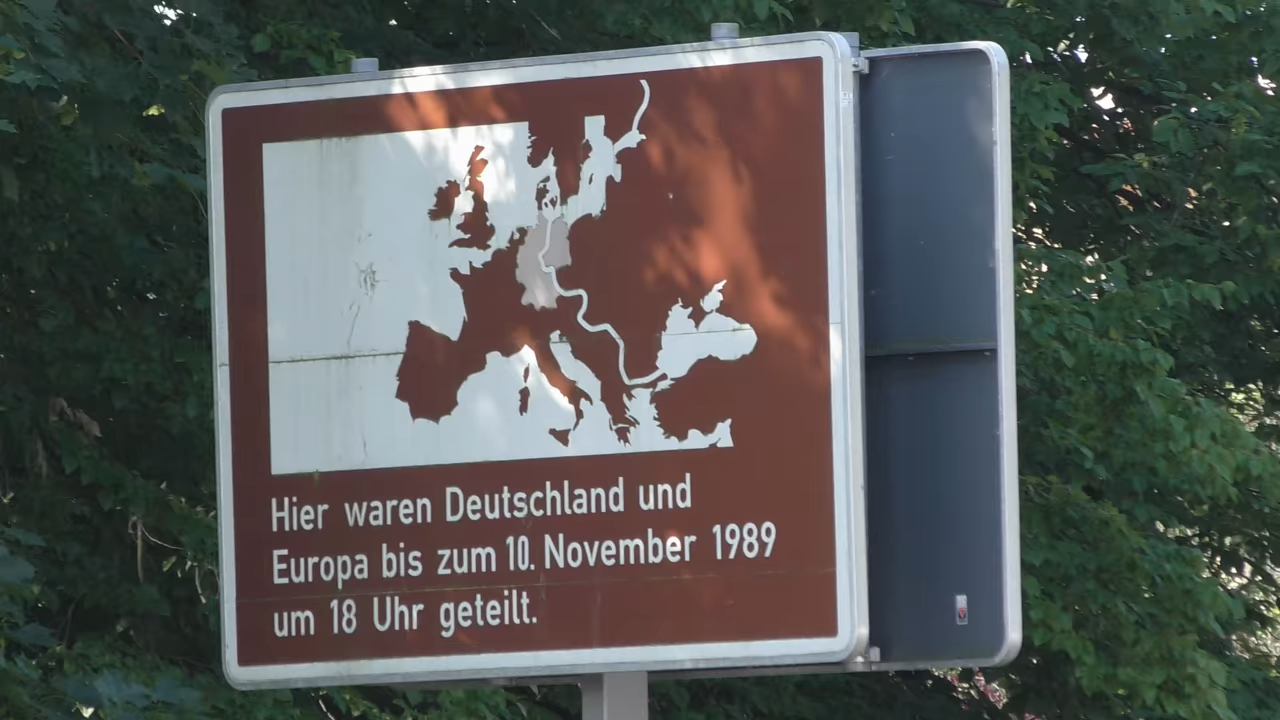 Hier waren Deutschland und
Europa bis zum 10. November 1989
um 18 Uhr geteilt.